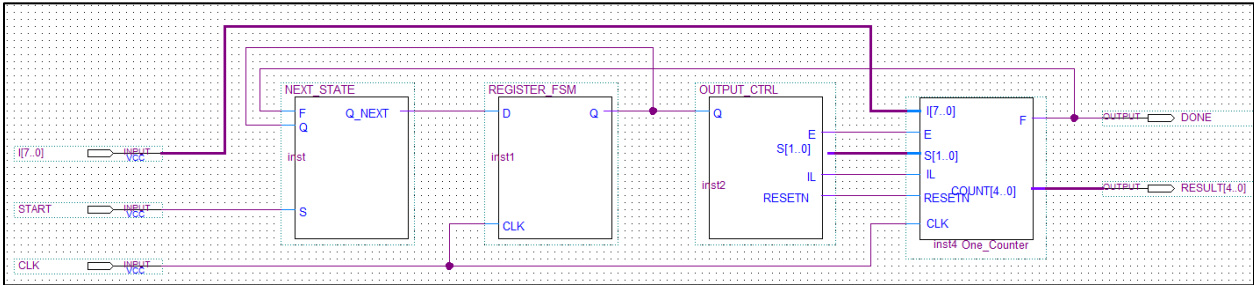 NEXT_STATE
F
Q
Q_NEXT
inst
S
REGISTER_FSM
D
Q
inst1
CLK
OUTPUT_CTRL
Q
E
S[1..0]
IL
inst2
RESETN
I[7..0]
E
S[1..0]
IL
COUNT[4..0]
RESETN
CLK
F
inst4 One_Counter
I[7..0] INPUT VCC
START INPUT VCC
CLK INPUT VCC
OUTPUT DONE
OUTPUT RESULT[4..0]